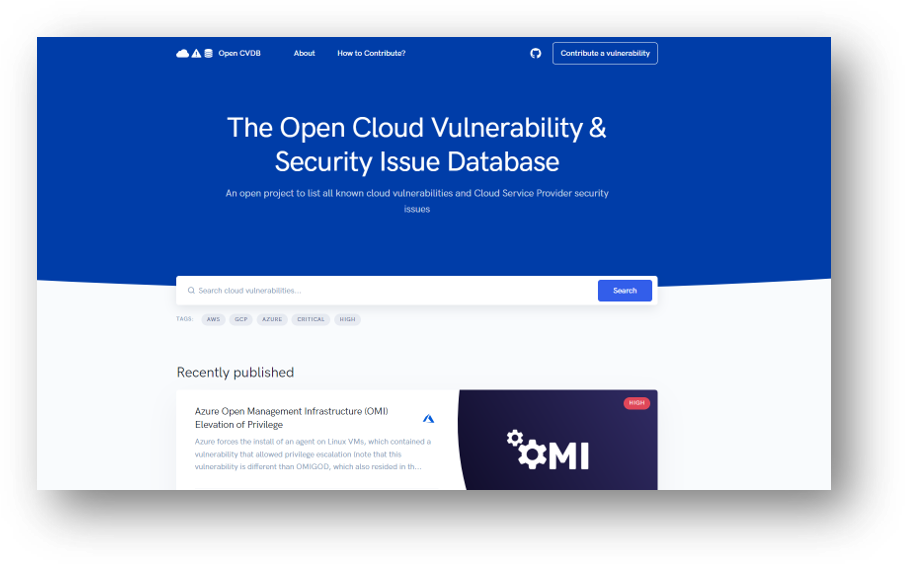 Open CVDB About How to Contribute? Contribute a vulnerability
The Open Cloud Vulnerability &
Security Issue Database
An open project to list all known cloud vulnerabilities and Cloud Service Provider security
issues
Search cloud vulnerabilities... Search
TAGS: AWS GCP AZURE CRITICAL HIGH
Recently published
Azure Open Management Infrastructure (OMI)
Elevation of Privilege
Azure forces the install of an agent on Linux VMs, which contained a
vulnerability that allowed privilege escalation (note that this
vulnerability is different than OMIGOD, which also resided in th...
HIGH
OMI